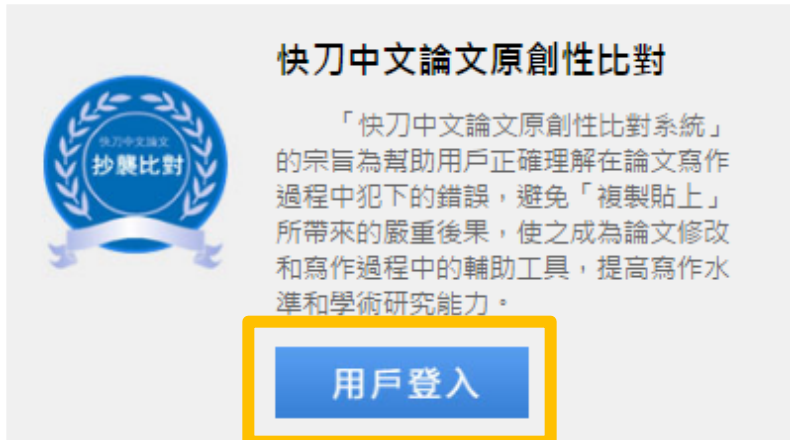 快刀中文論文原創性比對
快刀中文論文
抄襲比對
「快刀中文論文原創性比對系統」
的宗旨為幫助用戶正確理解在論文寫作
過程中犯下的錯誤，避免「複製貼上」
所帶來的嚴重後果，使之成為論文修改
和寫作過程中的輔助工具，提高寫作水
準和學術研究能力。
用戶登入